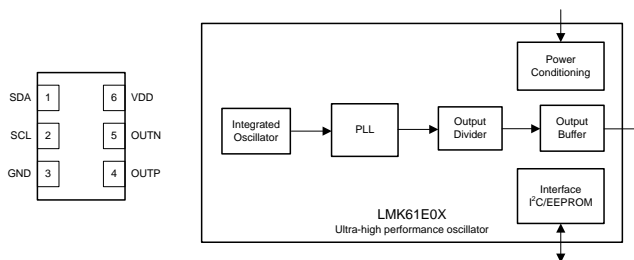 SDA 1 6 VDD
SCL 2 5 OUTN
GND 3 4 OUTP
Power
Conditioning
Integrated
Oscillator
PLL
Output
Divider
Output
Buffer
Interface
I²C/EEPROM
LMK61E0X
Ultra-high performance oscillator